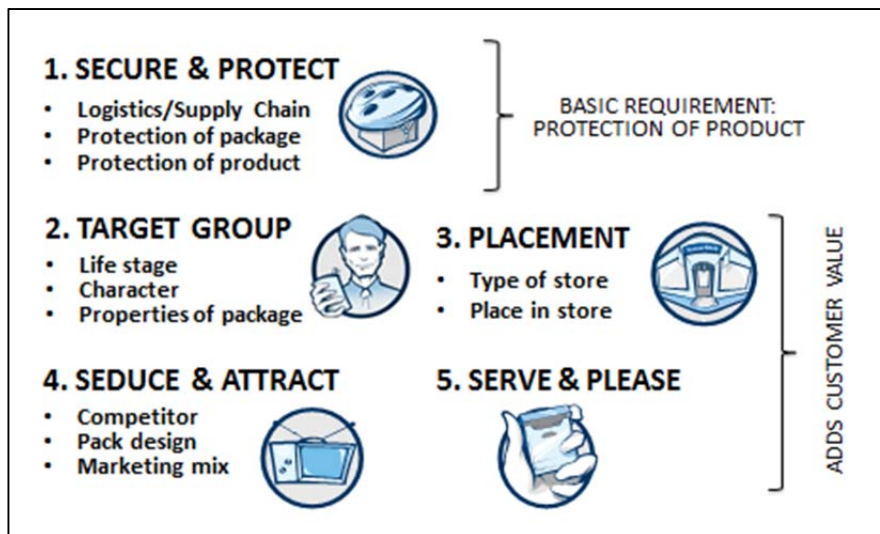 1. SECURE & PROTECT
• Logistics/Supply Chain
• Protection of package
• Protection of product
BASIC REQUIREMENT:
PROTECTION OF PRODUCT
2. TARGET GROUP
• Life stage
• Character
• Properties of package
3. PLACEMENT
• Type of store
• Place in store
4. SEDUCE & ATTRACT
• Competitor
• Pack design
• Marketing mix
5. SERVE & PLEASE
ADDS CUSTOMER VALUE